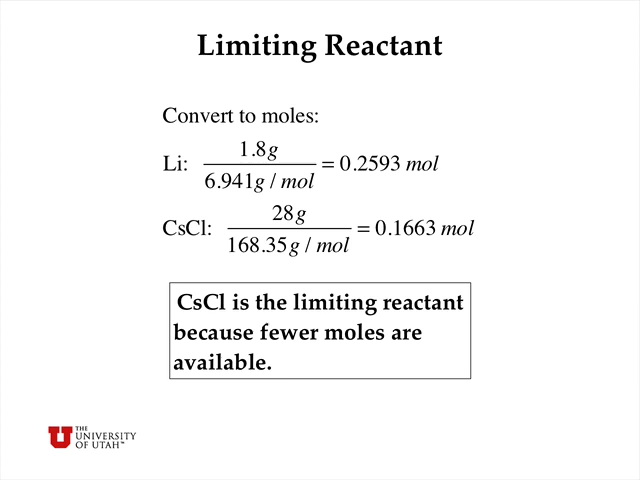 Limiting Reactant
Convert to moles:
Li: 1.8g / 6.941g / mol = 0.2593 mol
CsCl: 28g / 168.35g / mol = 0.1663 mol
CsCl is the limiting reactant
because fewer moles are
available.
U THE
UNIVERSITY
OF UTAH™